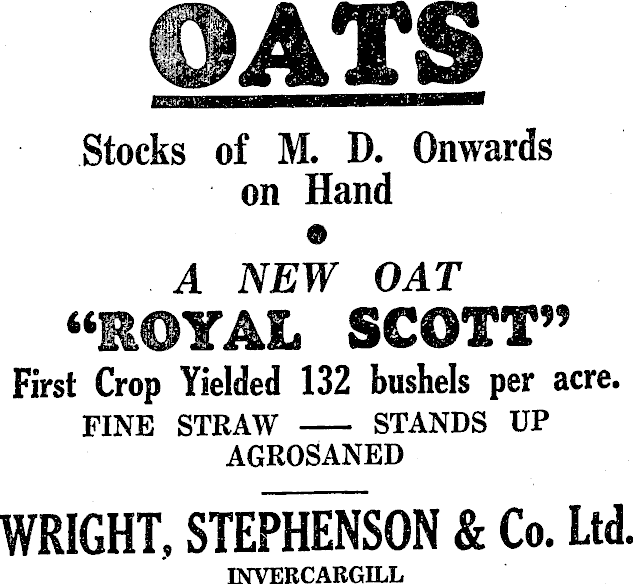 OATS
Stocks of M. D. Onwards
on Hand
A NEW OAT
"ROYAL SCOTT"
First Crop Yielded 132 bushels per acre.
FINE STRAW — STANDS UP
AGROSANED
WRIGHT, STEPHENSON & Co. Ltd.
INVERCARGILL